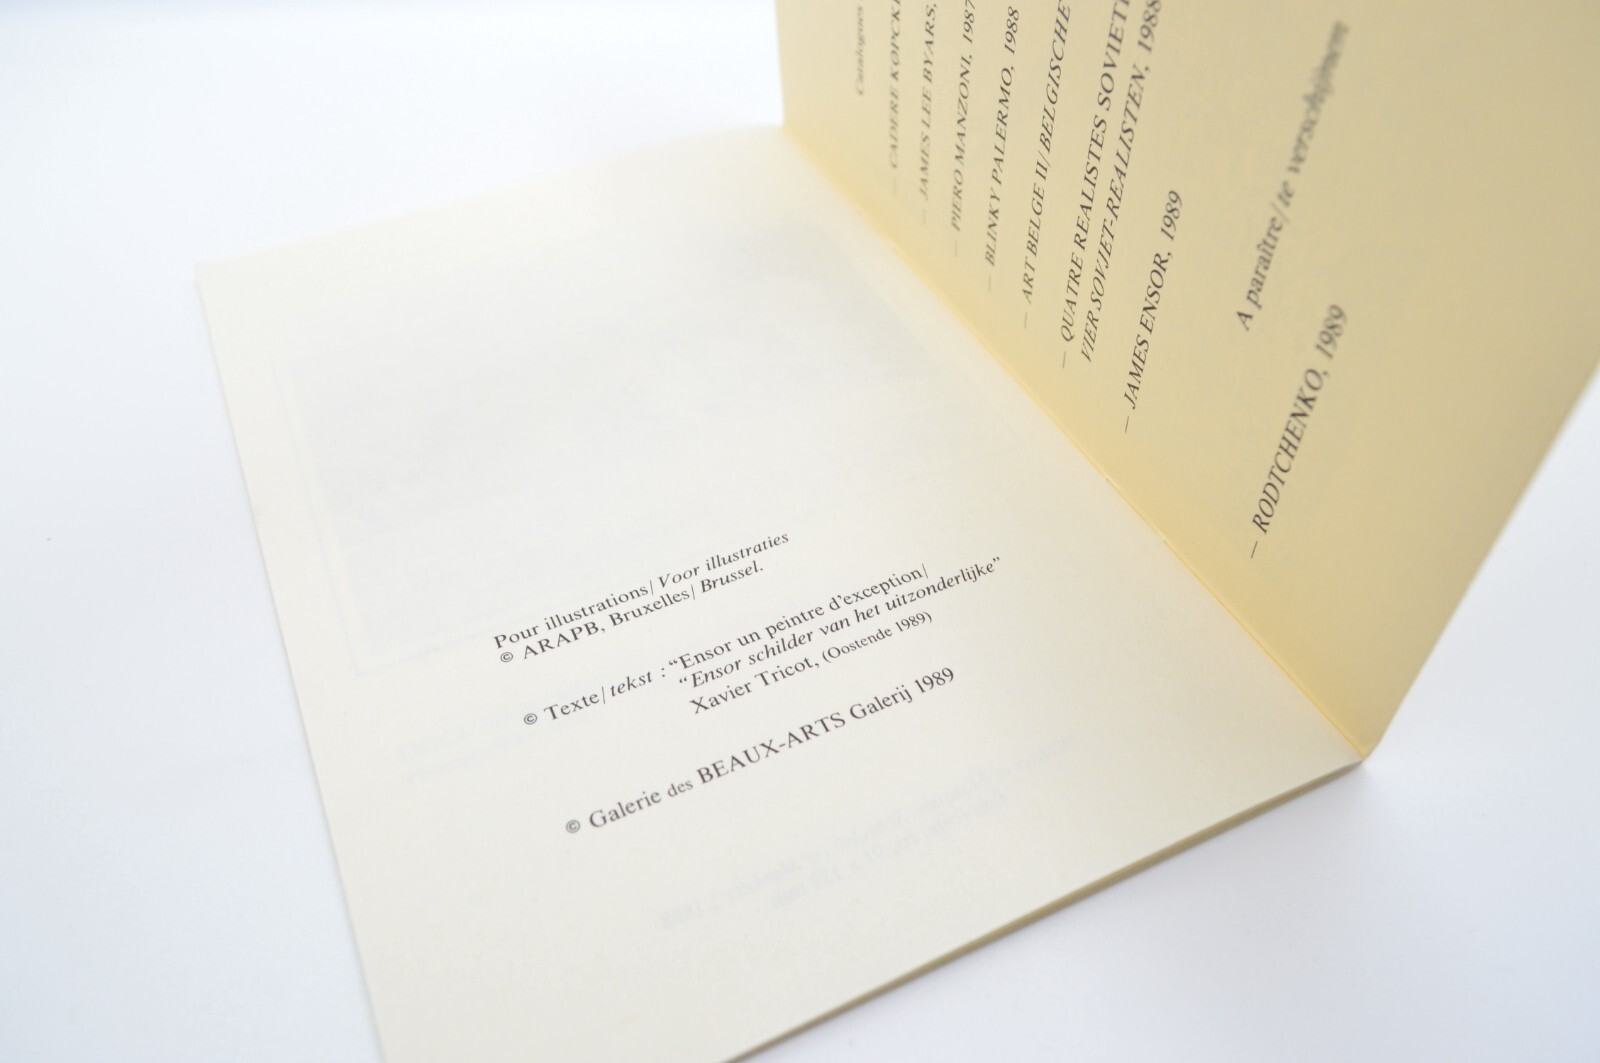 Pour illustrations/ Voor illustraties
© ARAPB, Bruxelles/ Brussel.
© Texte/ tekst : “Ensor un peintre d'exception/
“Ensor schilder van het uitzonderlijke”
Xavier Tricot, (Oostende 1989)
© Galerie des BEAUX-ARTS Galerij 1989
— CADERE KOPCKE
— JAMES LEE BYARS,
— PIERO MANZONI, 1987
— BLINKY PALERMO, 1988
— ART BELGE II/ BELGISCHE
— QUATRE REALISTES SOVIETI
VIER SOVJET-REALISTEN, 1988
— JAMES ENSOR, 1989
A paraître/ te verschijnen
— RODTCHENKO, 1989